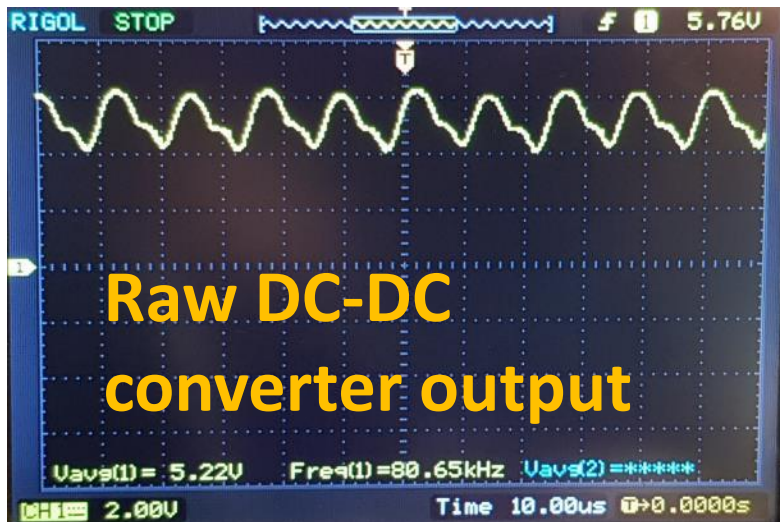 RIGOL STOP 1 5.76V
T
1
Raw DC-DC
converter output
Vavg(1)= 5.22V Freq(1)=80.65kHz Vavg(2)=*****
CH1 2.00V Time 10.00us T→0.0000s